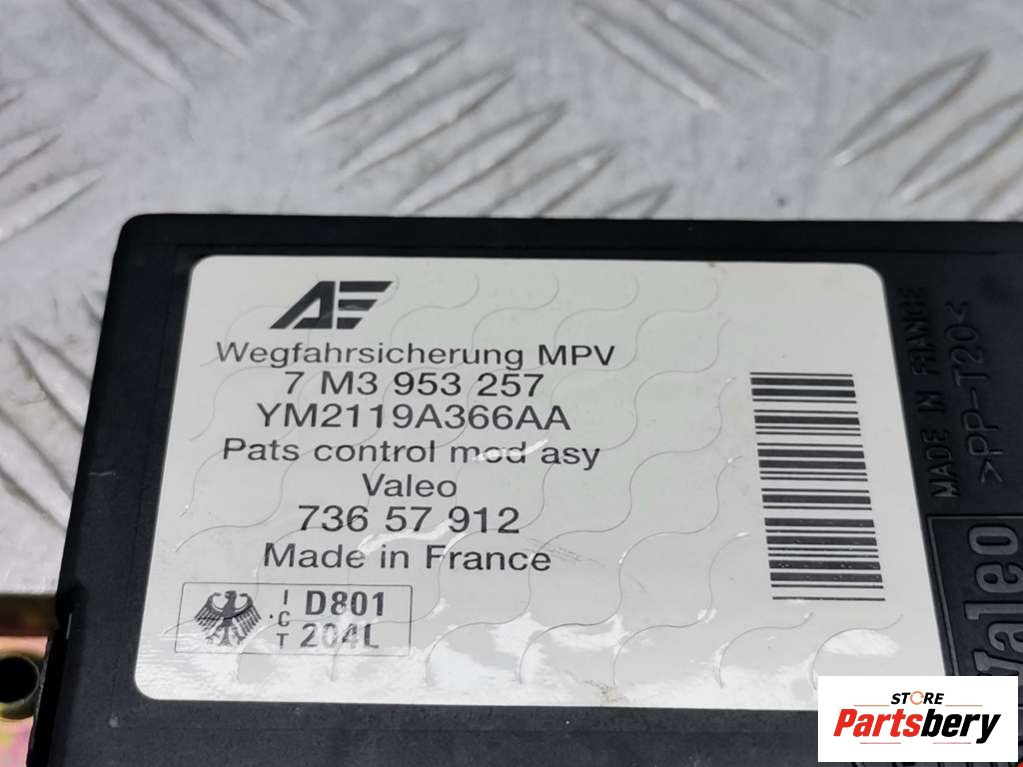 AE
Wegfahrsicherung MPV
7 M3 953 257
YM2119A366AA
Pats control mod asy
Valeo
736 57 912
Made in France
I.CT
D801
204L
MADE IN FRANCE
>PP-T20<
Valeo
STORE
Partsbery